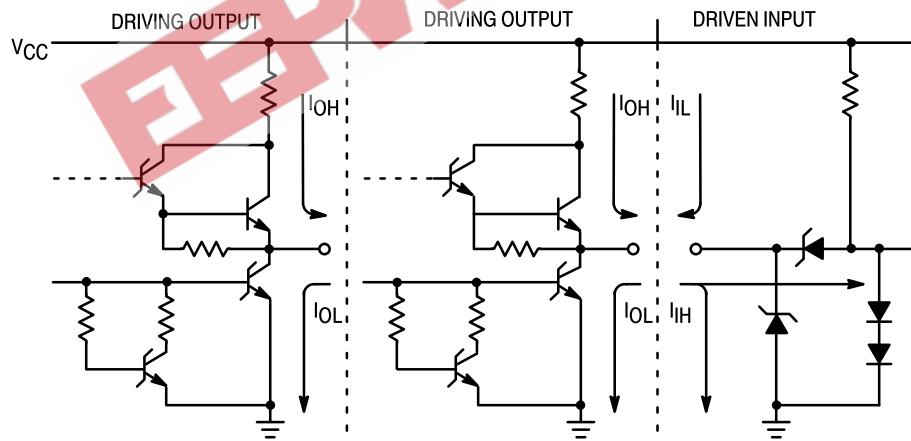 DRIVING OUTPUT
DRIVING OUTPUT
DRIVEN INPUT
VCC
IOH
IOH
IIL
IOL
IOL
IIH